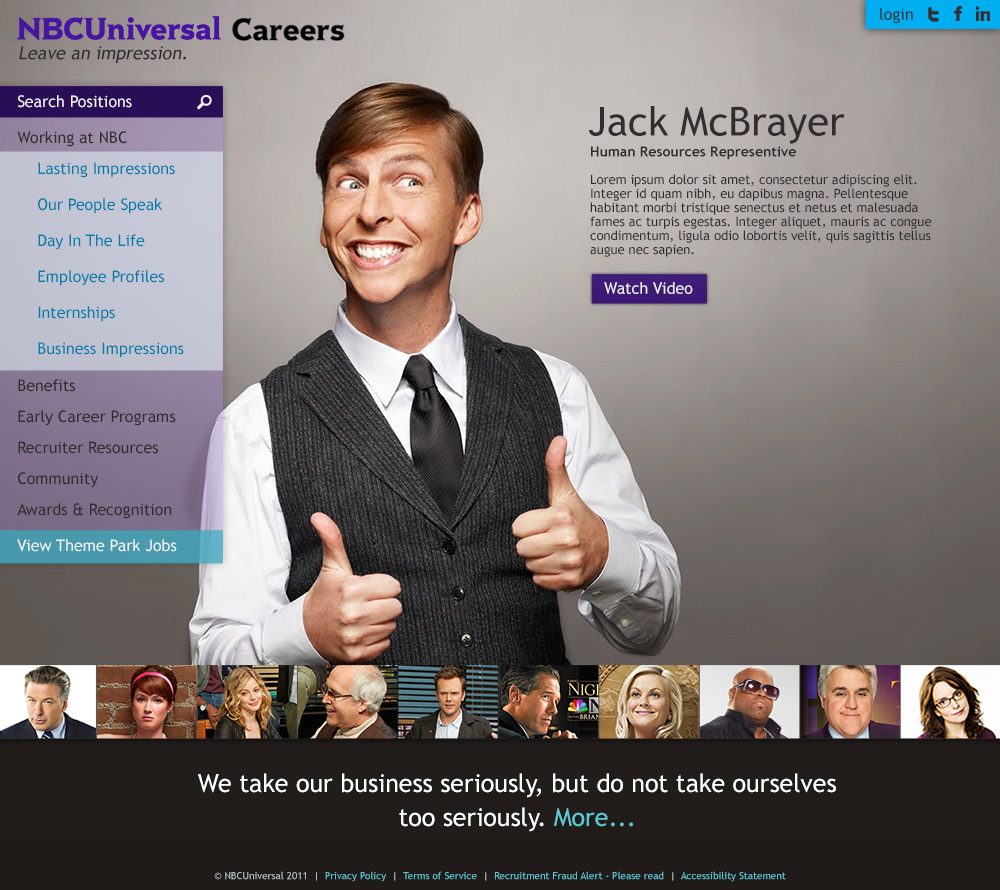 NBCUniversal Careers
Leave an impression.
login
Search Positions
Working at NBC
Lasting Impressions
Our People Speak
Day In The Life
Employee Profiles
Internships
Business Impressions
Benefits
Early Career Programs
Recruiter Resources
Community
Awards & Recognition
View Theme Park Jobs
Jack McBrayer
Human Resources Representive
Lorem ipsum dolor sit amet, consectetur adipiscing elit.
Integer id quam nibh, eu dapibus magna. Pellentesque
habitant morbi tristique senectus et netus et malesuada
fames ac turpis egestas. Integer aliquet, mauris ac congue
condimentum, ligula odio lobortis velit, quis sagittis tellus
augue nec sapien.
Watch Video
NIG
N
BRIAN
We take our business seriously, but do not take ourselves
too seriously. More...
© NBCUniversal 2011 | Privacy Policy | Terms of Service | Recruitment Fraud Alert - Please read | Accessibility Statement